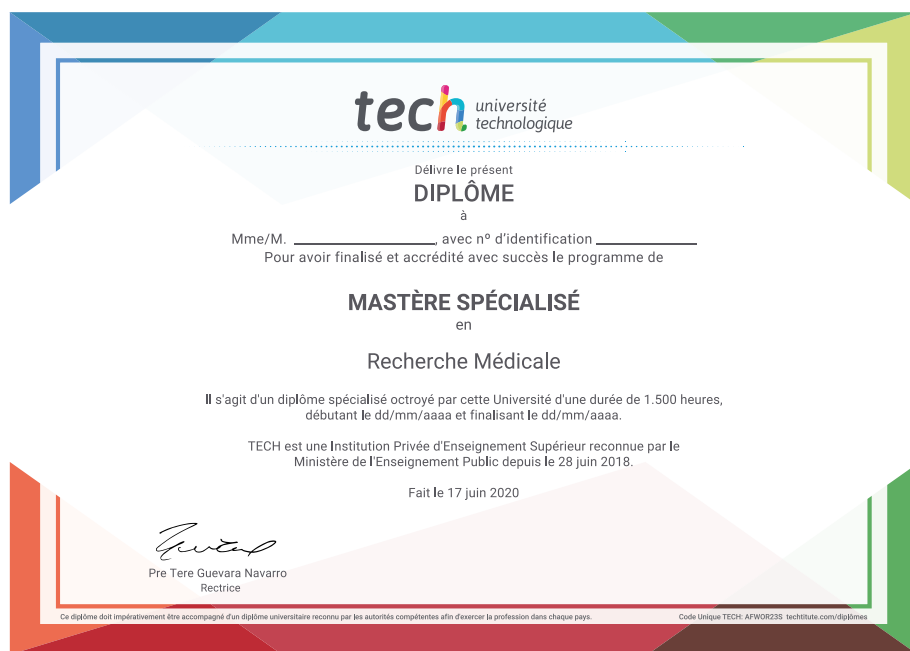 tech université
technologique
Délivre le présent
DIPLÔME
à
Mme/M. ____________________, avec nº d'identification ______________
Pour avoir finalisé et accrédité avec succès le programme de
MASTÈRE SPÉCIALISÉ
en
Recherche Médicale
Il s'agit d'un diplôme spécialisé octroyé par cette Université d'une durée de 1.500 heures,
débutant le dd/mm/aaaa et finalisant le dd/mm/aaaa.
TECH est une Institution Privée d'Enseignement Supérieur reconnue par le
Ministère de l'Enseignement Public depuis le 28 juin 2018.
Fait le 17 juin 2020
Pre Tere Guevara Navarro
Rectrice
Ce diplôme doit impérativement être accompagné d'un diplôme universitaire reconnu par les autorités compétentes afin d'exercer la profession dans chaque pays.
Code Unique TECH: AFWOR23S techtitute.com/diplômes